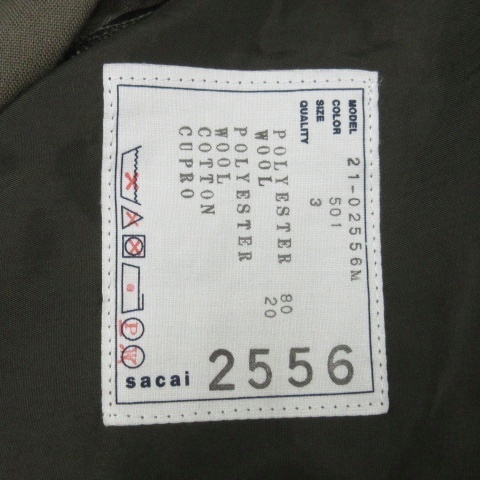 MODEL 21-02556M
COLOR 501
SIZE 3
QUALITY
POLYESTER 80
WOOL 20
POLYESTER
WOOL
COTTON
CUPRO
P W
sacai 2556